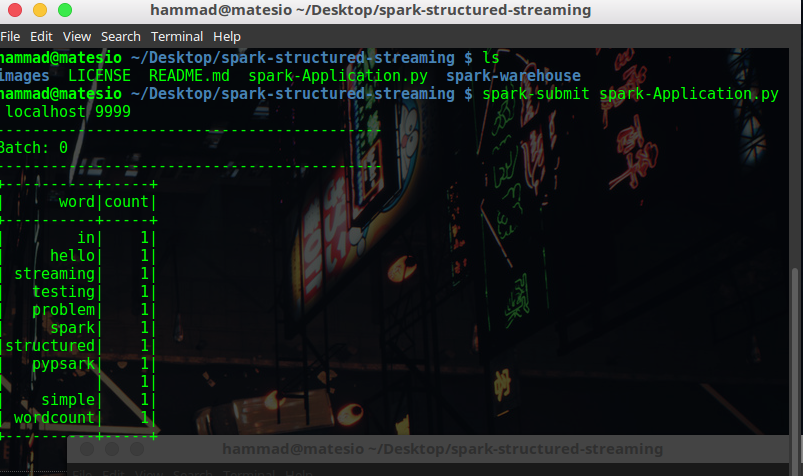 hammad@matesio ~/Desktop/spark-structured-streaming
File Edit View Search Terminal Help
hammad@matesio ~/Desktop/spark-structured-streaming $ ls
images LICENSE README.md spark-Application.py spark-warehouse
hammad@matesio ~/Desktop/spark-structured-streaming $ spark-submit spark-Application.py
localhost 9999
-------------------------------------------
Batch: 0
-------------------------------------------
+-----------+------+
| word|count|
+-----------+------+
| in| 1|
| hello| 1|
| streaming| 1|
| testing| 1|
| problem| 1|
| spark| 1|
|structured| 1|
| pypsark| 1|
| | 1|
| simple| 1|
| wordcount| 1|
+-----------+------+
hammad@matesio ~/Desktop/spark-structured-streaming
File Edit View Search Terminal Help